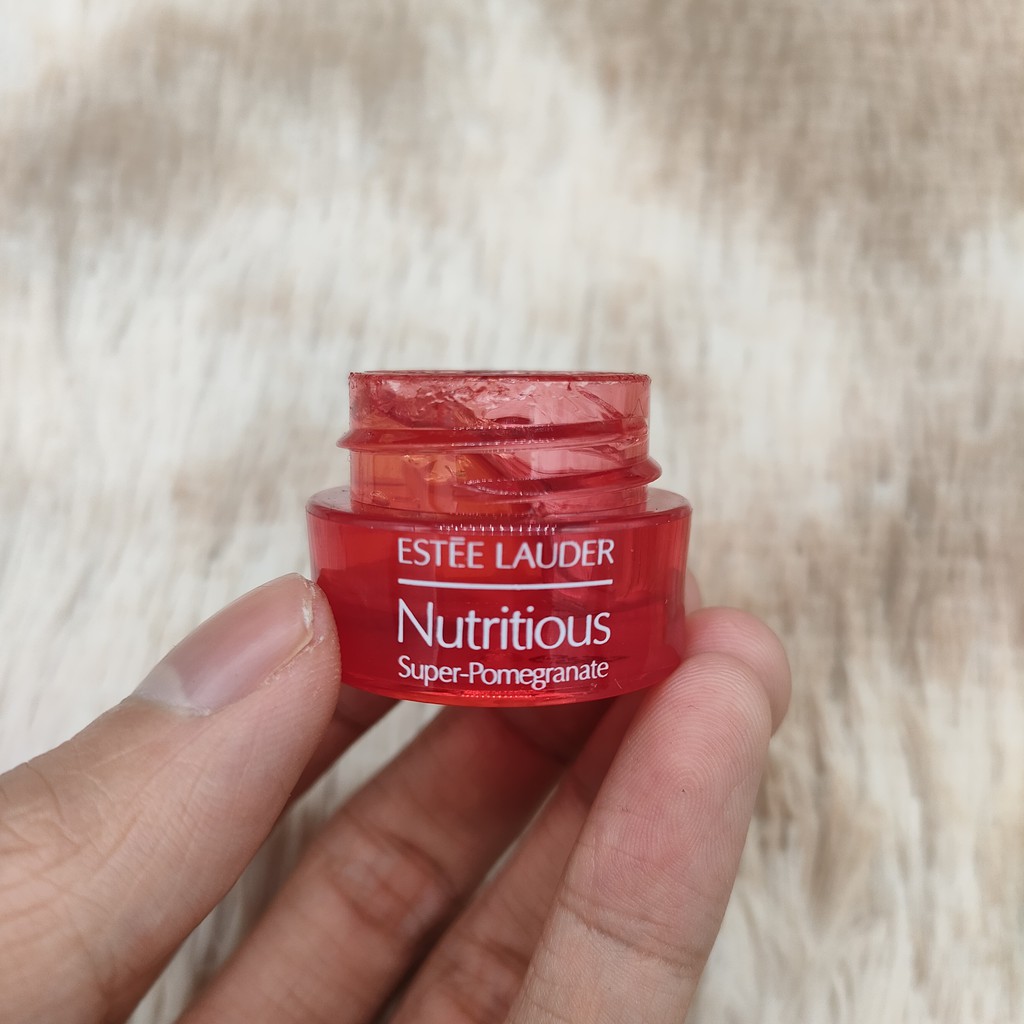 ESTĒE LAUDER
Nutritious
Super-Pomegranate